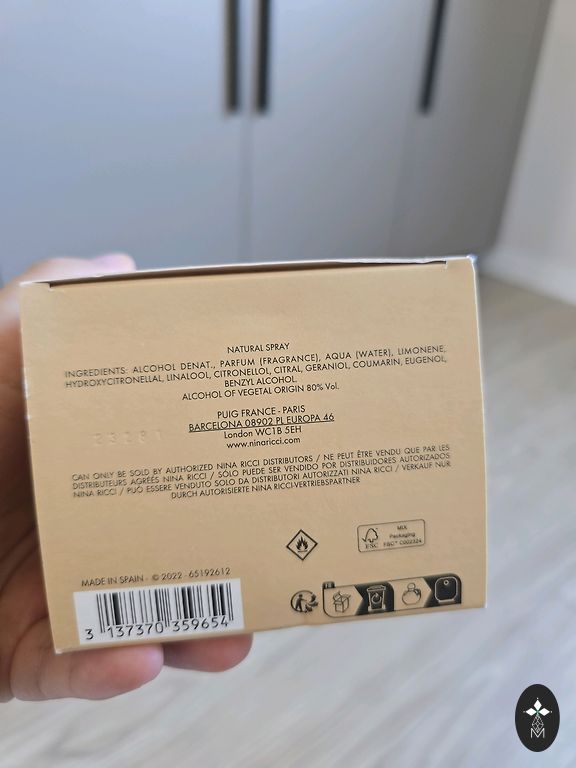 NATURAL SPRAY
INGREDIENTS: ALCOHOL DENAT., PARFUM (FRAGRANCE), AQUA (WATER), LIMONENE,
HYDROXYCITRONELLAL, LINALOOL, CITRONELLOL, CITRAL, GERANIOL, COUMARIN, EUGENOL,
BENZYL ALCOHOL.
ALCOHOL OF VEGETAL ORIGIN 80% Vol.
PUIG FRANCE - PARIS
BARCELONA 08902 PL EUROPA 46
London WC1B 5EH
www.ninaricci.com
CAN ONLY BE SOLD BY AUTHORIZED NINA RICCI DISTRIBUTORS / NE PEUT ÊTRE VENDU QUE PAR LES
DISTRIBUTEURS AGRÉÉS NINA RICCI / SÓLO PUEDE SER VENDIDO POR DISTRIBUIDORES AUTORIZADOS
NINA RICCI / PUÒ ESSERE VENDUTO SOLO DA DISTRIBUTORI AUTORIZZATI NINA RICCI / VERKAUF NUR
DURCH AUTORISIERTE NINA RICCI-VERTRIEBSPARTNER
FSC
MIX
Packaging
FSC™ C002324
MADE IN SPAIN - © 2022 - 65192612
FR
3 137370 359654
M